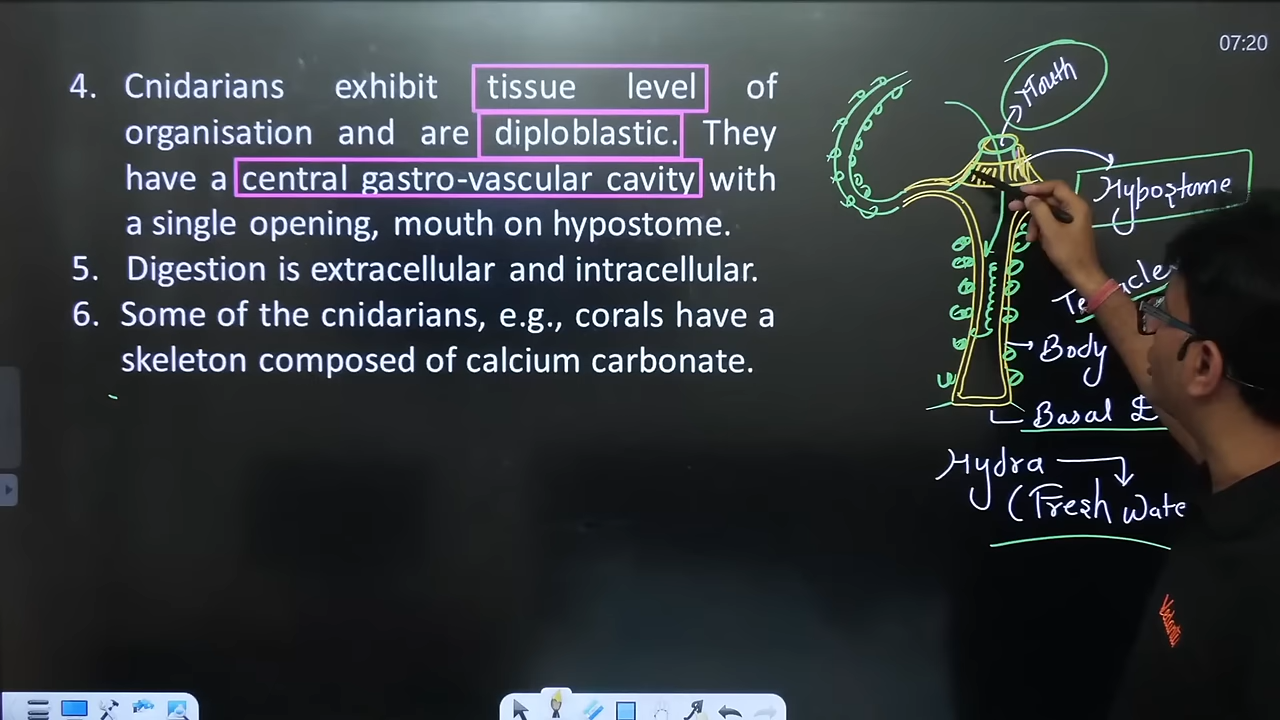 07:20
4. Cnidarians exhibit tissue level of
organisation and are diploblastic. They
have a central gastro-vascular cavity with
a single opening, mouth on hypostome.
5. Digestion is extracellular and intracellular.
6. Some of the cnidarians, e.g., corals have a
skeleton composed of calcium carbonate.
Mouth
Hypostome
Body
Basal
Hydra
(Fresh Wate
Vedantu